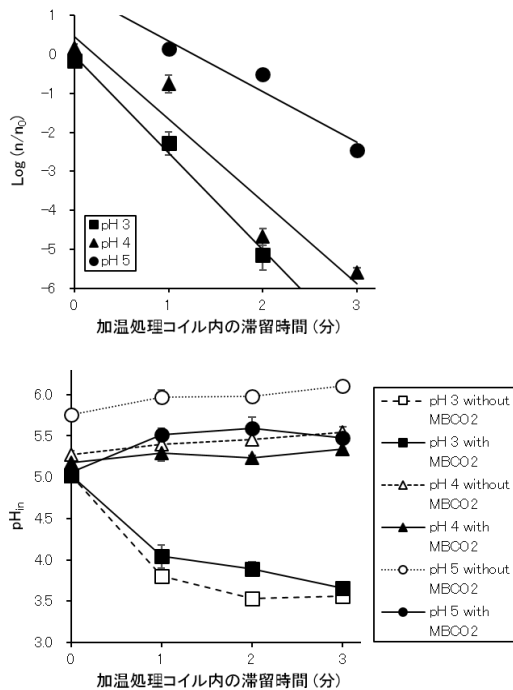 1
0
-1
-2
-3
-4
-5
-6
Log (n/n0)
pH 3
pH 4
pH 5
0 1 2 3
加温処理コイル内の滞留時間 (分)
6.0
5.5
5.0
4.5
4.0
3.5
3.0
pHin
0 1 2 3
加温処理コイル内の滞留時間 (分)
pH 3 without
MBCO2
pH 3 with
MBCO2
pH 4 without
MBCO2
pH 4 with
MBCO2
pH 5 without
MBCO2
pH 5 with
MBCO2